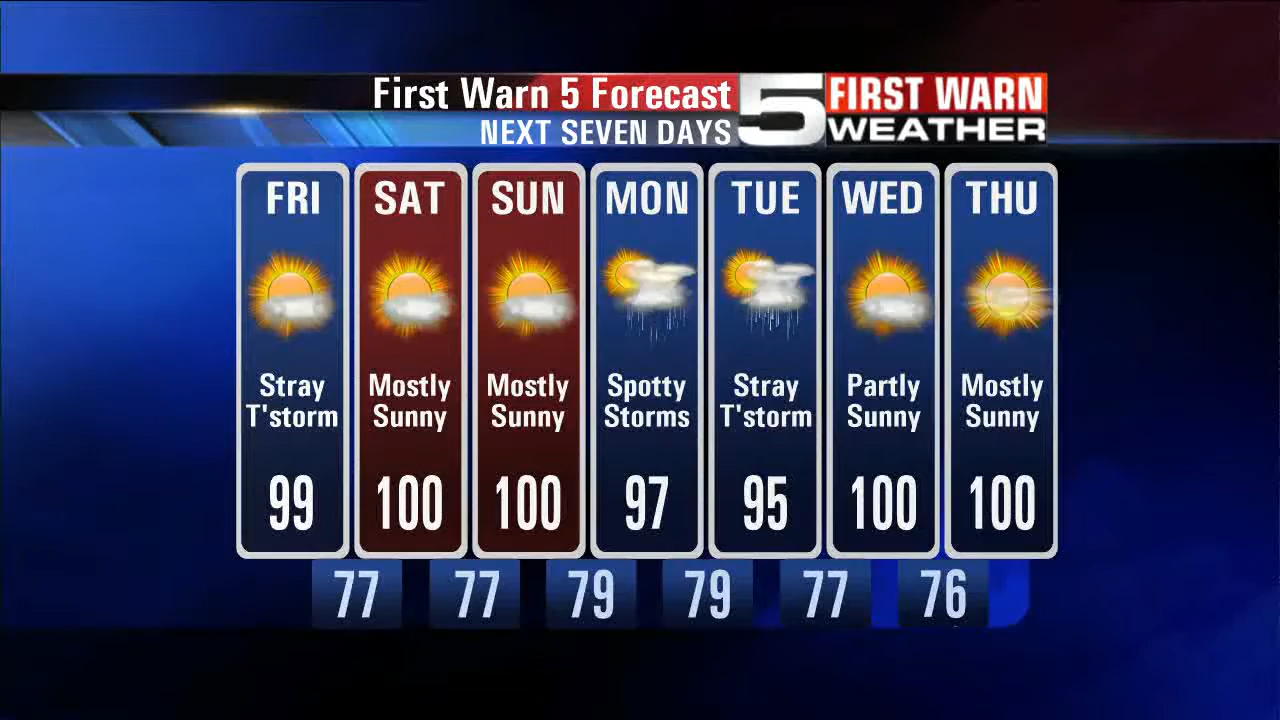 First Warn 5 Forecast
NEXT SEVEN DAYS
5 FIRST WARN
WEATHER
FRI SAT SUN MON TUE WED THU
Stray Mostly Mostly Spotty Stray Partly Mostly
T'storm Sunny Sunny Storms T'storm Sunny Sunny
99 100 100 97 95 100 100
77 77 79 79 77 76